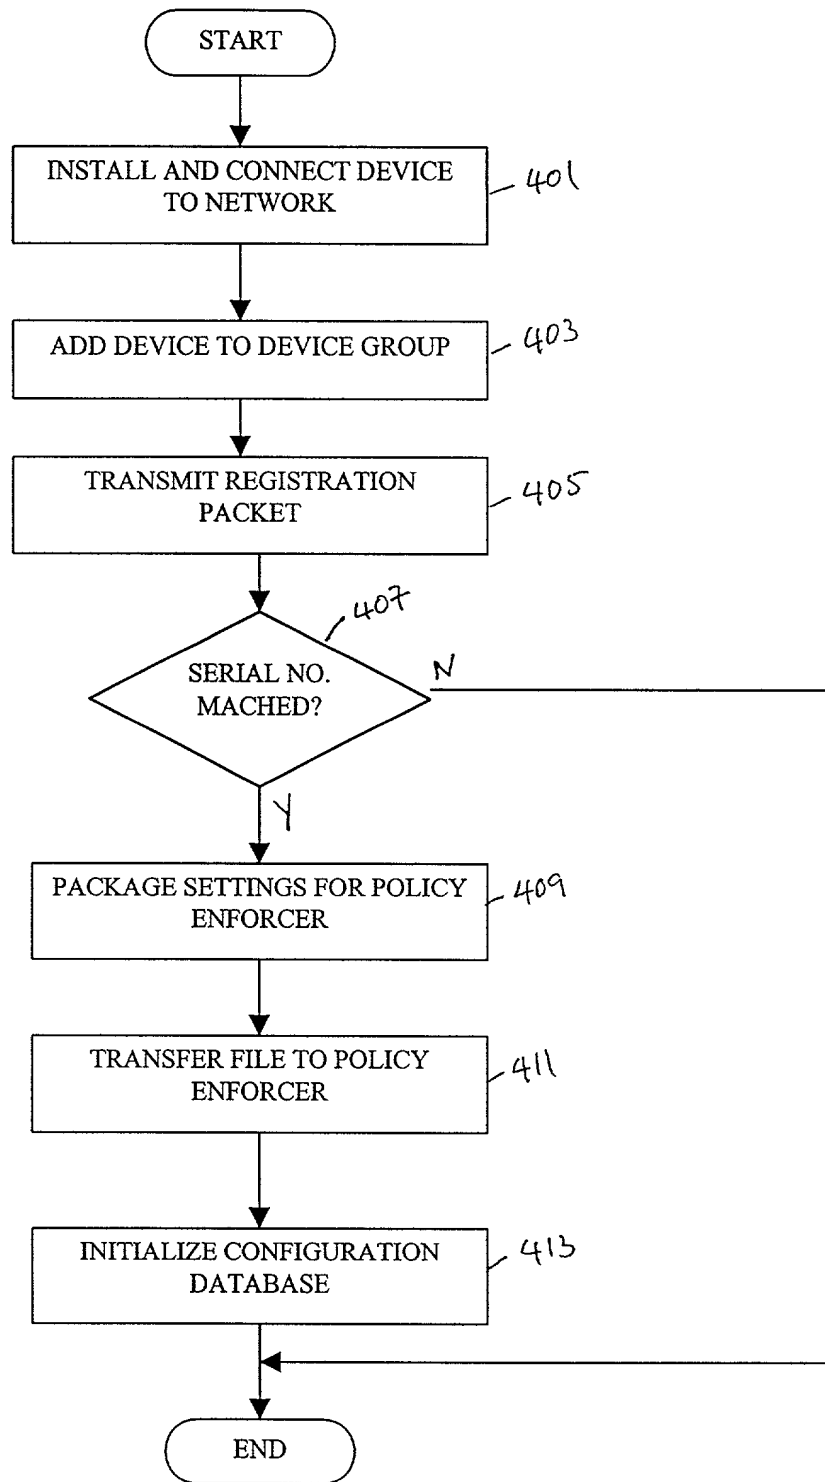 START
INSTALL AND CONNECT DEVICE
TO NETWORK
401
ADD DEVICE TO DEVICE GROUP
403
TRANSMIT REGISTRATION
PACKET
405
407
SERIAL NO.
MACHED?
N
Y
PACKAGE SETTINGS FOR POLICY
ENFORCER
409
TRANSFER FILE TO POLICY
ENFORCER
411
INITIALIZE CONFIGURATION
DATABASE
413
END